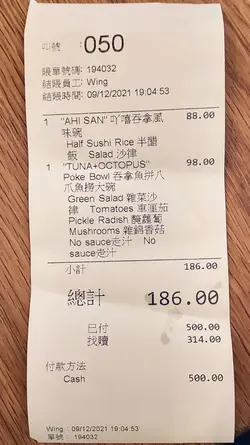 叫號 : 050
賬單號碼: 194032
結賬員工: Wing
結賬時間: 09/12/2021 19:04:53
1 "AHI SAN" 吖唁吞拿風味碗 88.00
Half Sushi Rice 半醋
飯 Salad 沙律
1 "TUNA+OCTOPUS" 98.00
Poke Bowl 吞拿魚拼八
爪魚撈大碗
Green Salad 雜菜沙
律 Tomatoes 車厘茄
Pickle Radish 醃蘿蔔
Mushrooms 雜錦香菇
No sauce走汁 No
sauce走汁
小計 186.00
總計 186.00
已付 500.00
找贖 314.00
付款方法
Cash 500.00
Wing : 09/12/2021 19:04:53
單號 : 194032